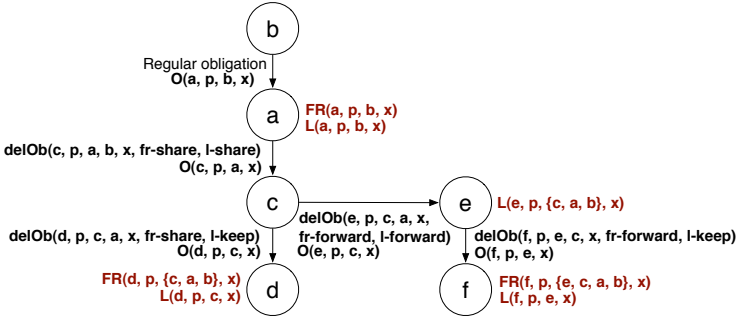 b
Regular obligation
O(a, p, b, x)
a
FR(a, p, b, x)
L(a, p, b, x)
delOb(c, p, a, b, x, fr-share, l-share)
O(c, p, a, x)
c
e
L(e, p, {c, a, b}, x)
delOb(e, p, c, a, x,
fr-forward, l-forward)
O(e, p, c, x)
delOb(d, p, c, a, x, fr-share, l-keep)
O(d, p, c, x)
delOb(f, p, e, c, x, fr-forward, l-keep)
O(f, p, e, x)
FR(d, p, {c, a, b}, x)
L(d, p, c, x)
d
f
FR(f, p, {e, c, a, b}, x)
L(f, p, e, x)